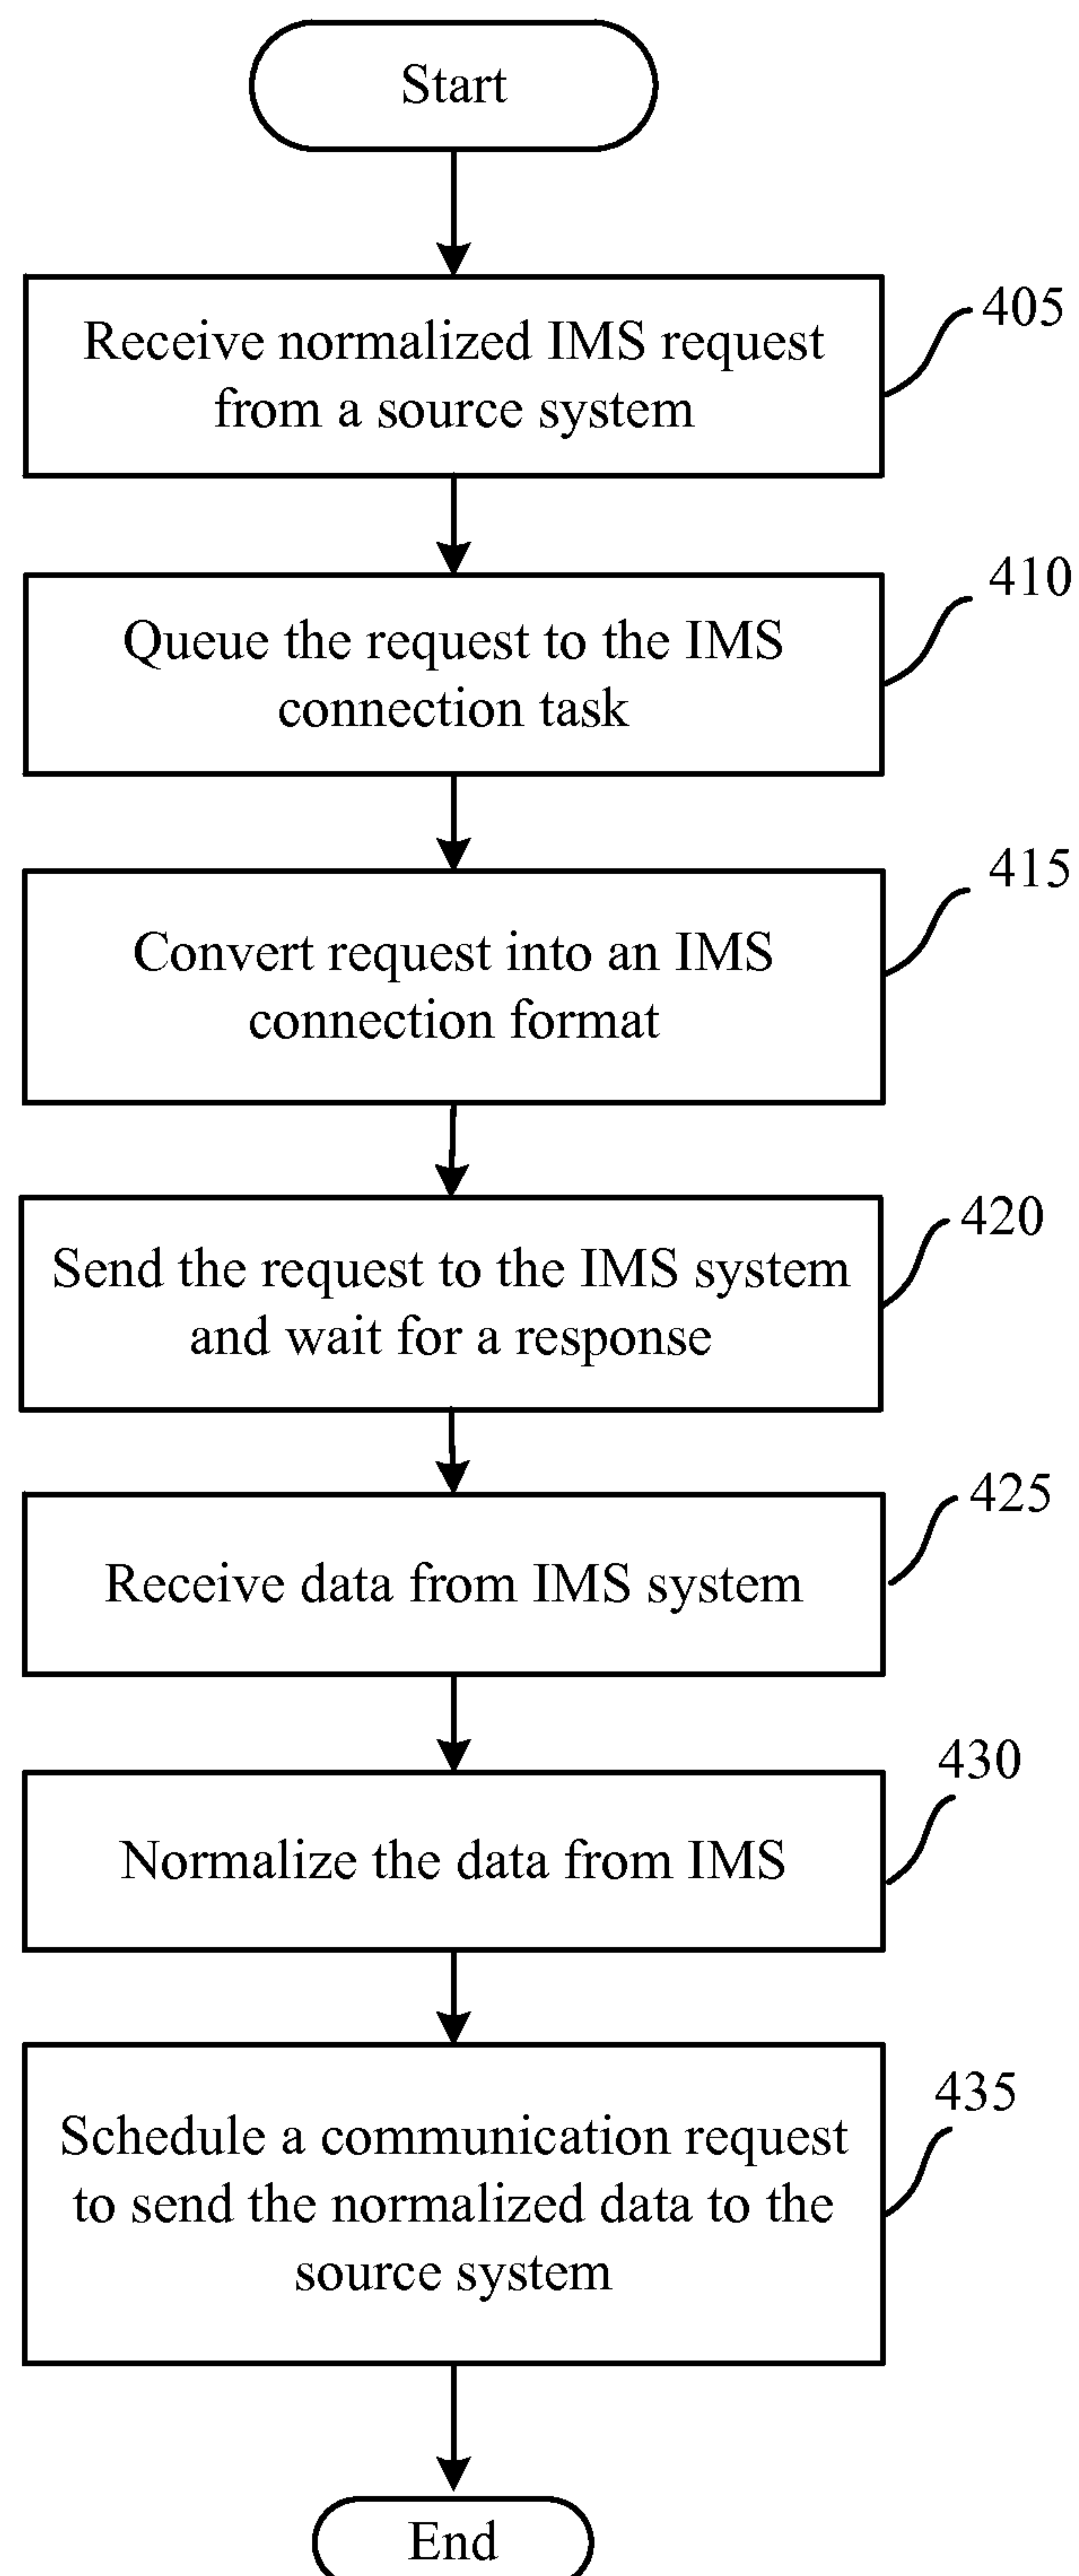 Start
Receive normalized IMS request
from a source system
405
Queue the request to the IMS
connection task
410
Convert request into an IMS
connection format
415
Send the request to the IMS system
and wait for a response
420
Receive data from IMS system
425
Normalize the data from IMS
430
Schedule a communication request
to send the normalized data to the
source system
435
End